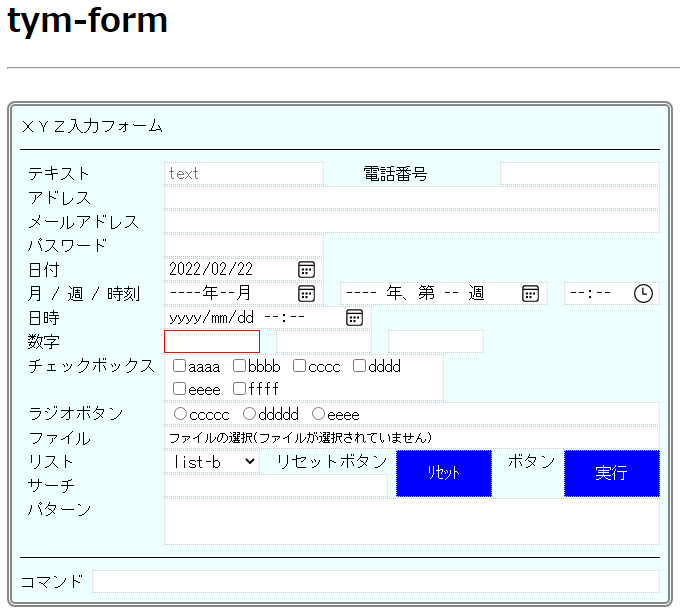 tym-form
ＸＹＺ入力フォーム
テキスト text 電話番号
アドレス
メールアドレス
パスワード
日付 2022/02/22
月 / 週 / 時刻 ----年--月 ---- 年、第 -- 週 --:--
日時 yyyy/mm/dd --:--
数字
チェックボックス aaaa bbbb cccc dddd
eeee ffff
ラジオボタン ccccc ddddd eeee
ファイル ファイルの選択(ファイルが選択されていません)
リスト list-b リセットボタン ﾘｾｯﾄ ボタン 実行
サーチ
パターン
コマンド